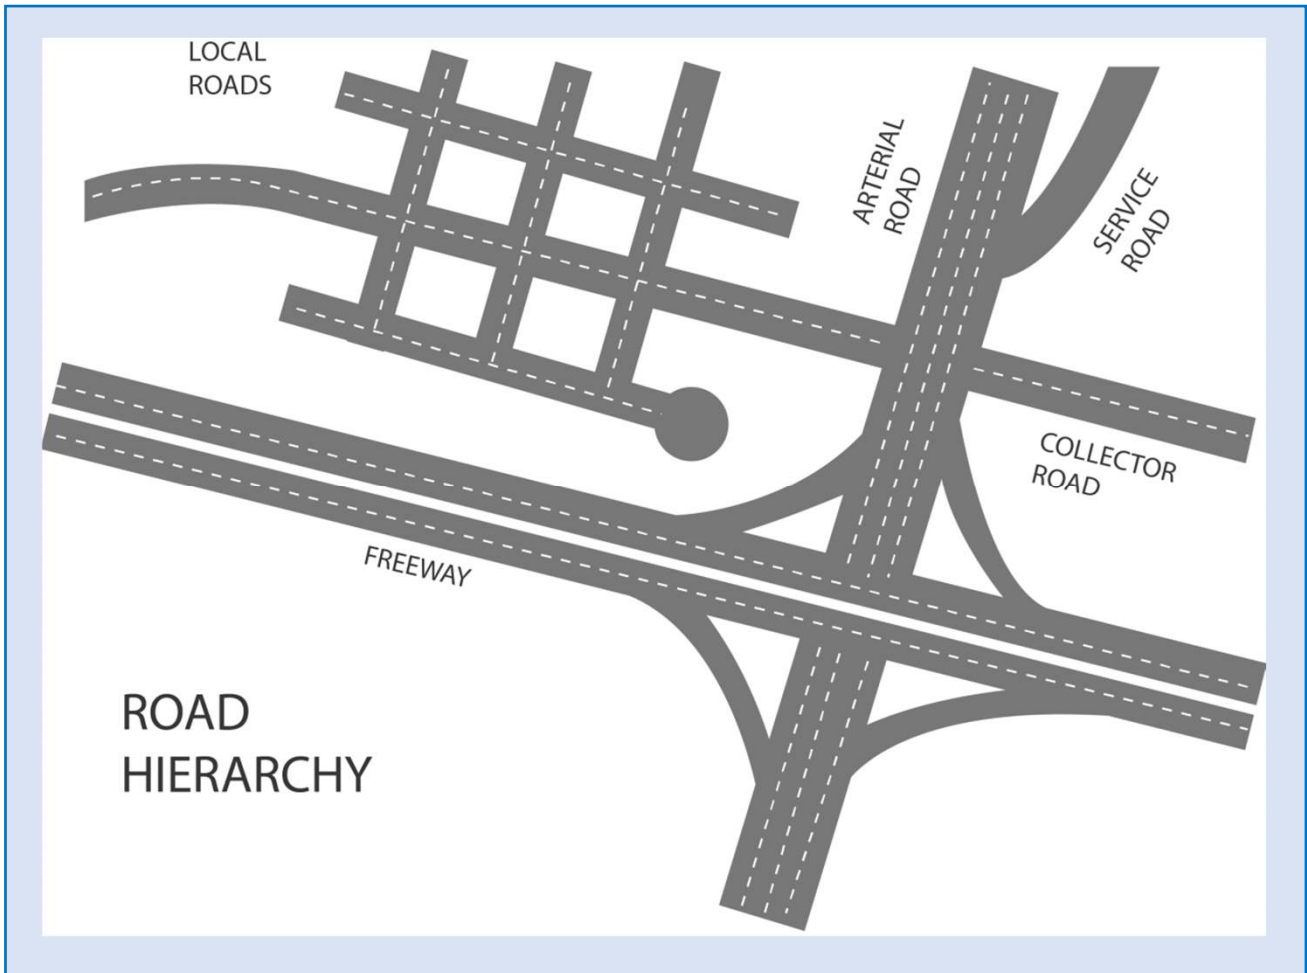 LOCAL
ROADS
ARTERIAL
ROAD
SERVICE
ROAD
COLLECTOR
ROAD
FREEWAY
ROAD
HIERARCHY